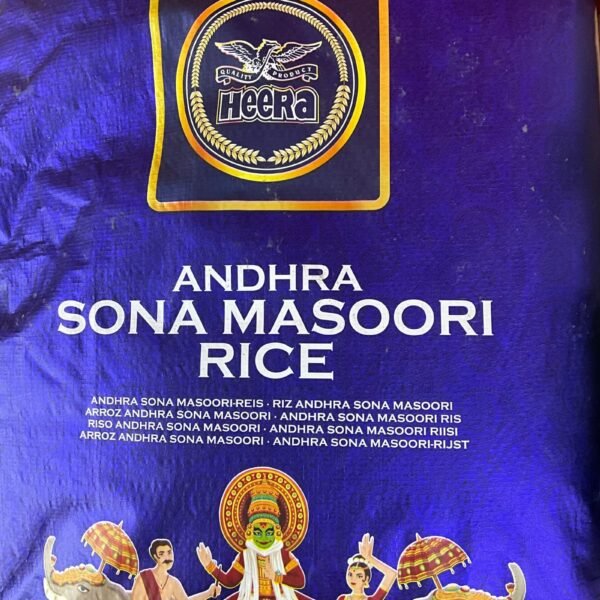 QUALITY PRODUCT
HEERA
ANDHRA
SONA MASOORI
RICE
ANDHRA SONA MASOORI-REIS · RIZ ANDHRA SONA MASOORI
ARROZ ANDHRA SONA MASOORI · ANDHRA SONA MASOORI RIS
RISO ANDHRA SONA MASOORI · ANDHRA SONA MASOORI RIISI
ARROZ ANDHRA SONA MASOORI · ANDHRA SONA MASOORI-RIJST